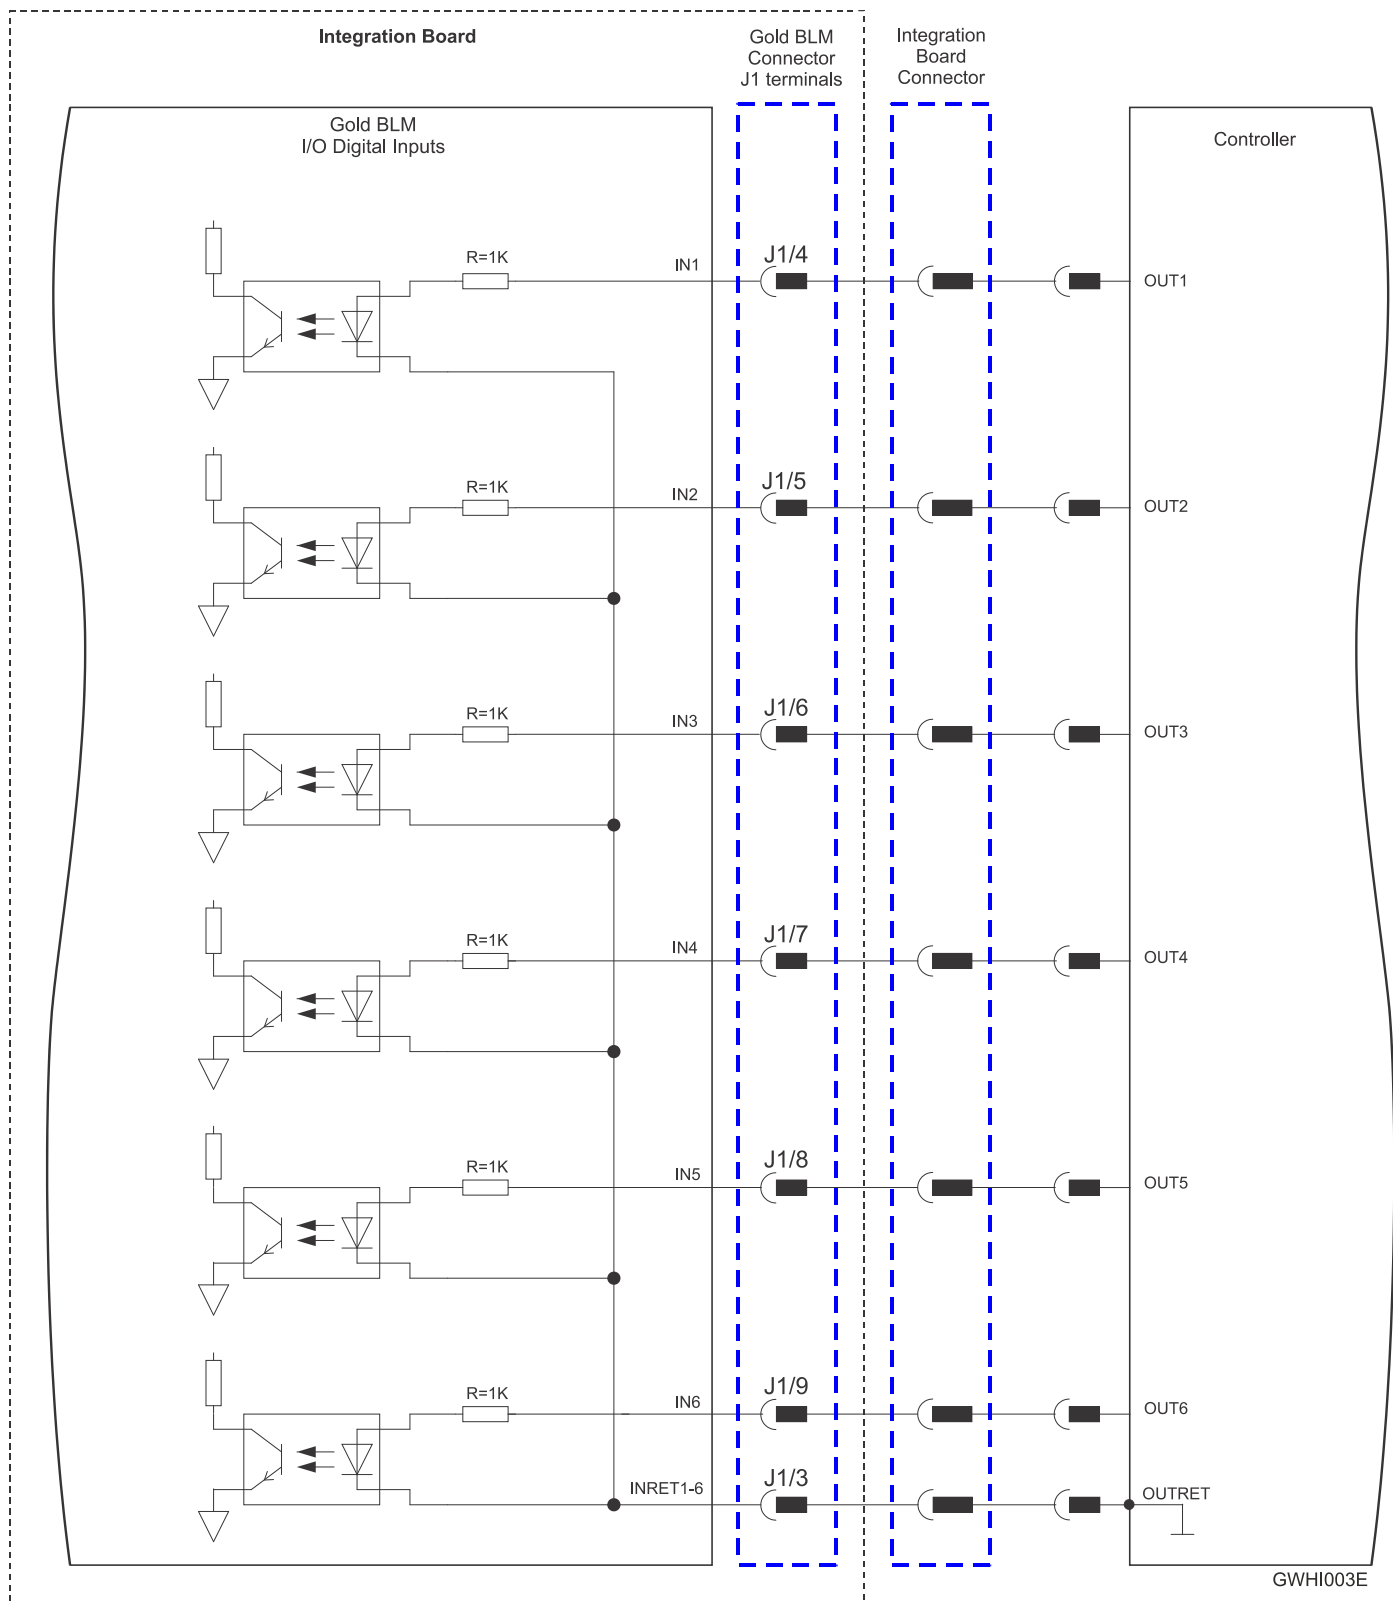 Integration Board
Gold BLM
Connector
J1 terminals
Integration
Board
Connector
Gold BLM
I/O Digital Inputs
Controller
R=1K
IN1
J1/4
OUT1
R=1K
IN2
J1/5
OUT2
R=1K
IN3
J1/6
OUT3
R=1K
IN4
J1/7
OUT4
R=1K
IN5
J1/8
OUT5
R=1K
IN6
J1/9
OUT6
INRET1-6
J1/3
OUTRET
GWHI003E